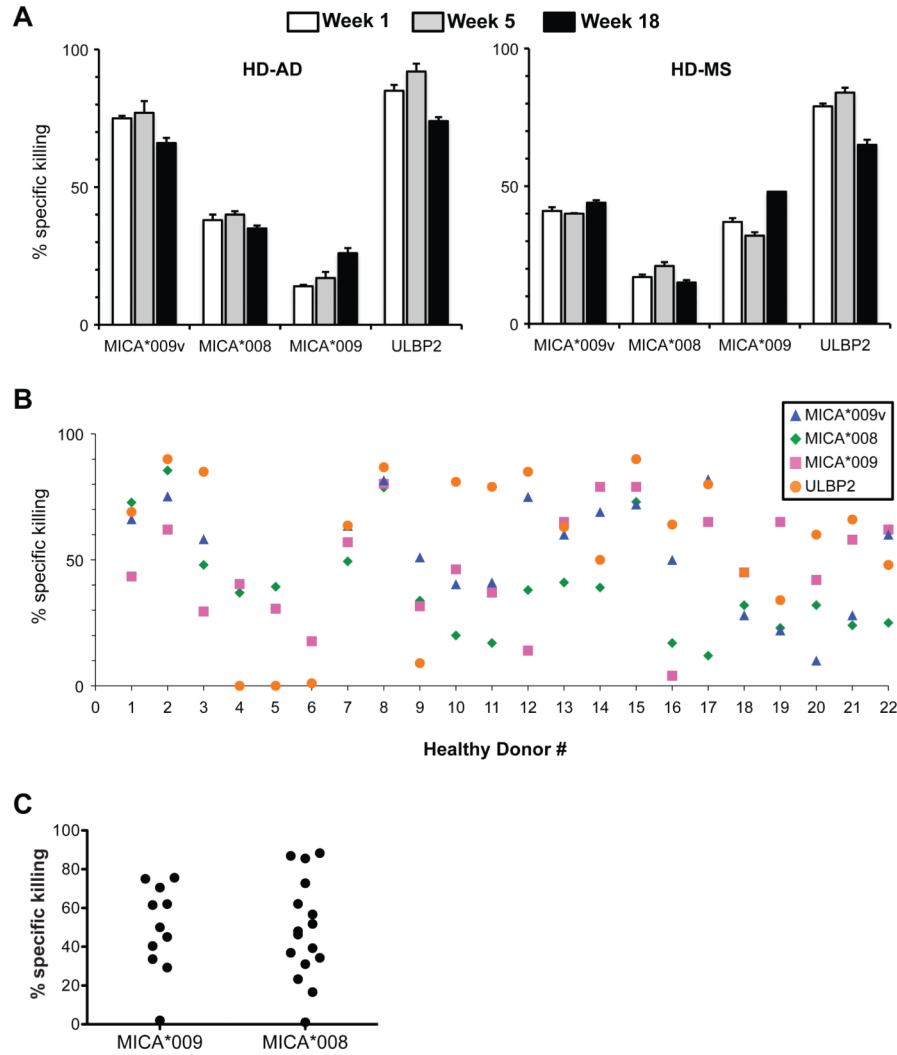 A
Week 1 Week 5 Week 18
HD-AD
HD-MS
% specific killing
100
50
0
MICA*009v MICA*008 MICA*009 ULBP2
100
50
0
MICA*009v MICA*008 MICA*009 ULBP2
B
MICA*009v
MICA*008
MICA*009
ULBP2
% specific killing
100
50
0
0 1 2 3 4 5 6 7 8 9 10 11 12 13 14 15 16 17 18 19 20 21 22
Healthy Donor #
C
% specific killing
100
80
60
40
20
0
MICA*009 MICA*008